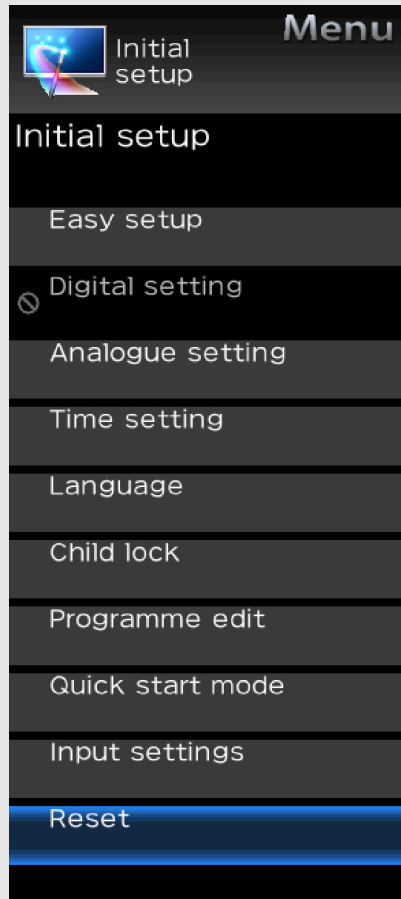 Menu
Initial
setup
Initial setup
Easy setup
Digital setting
Analogue setting
Time setting
Language
Child lock
Programme edit
Quick start mode
Input settings
Reset